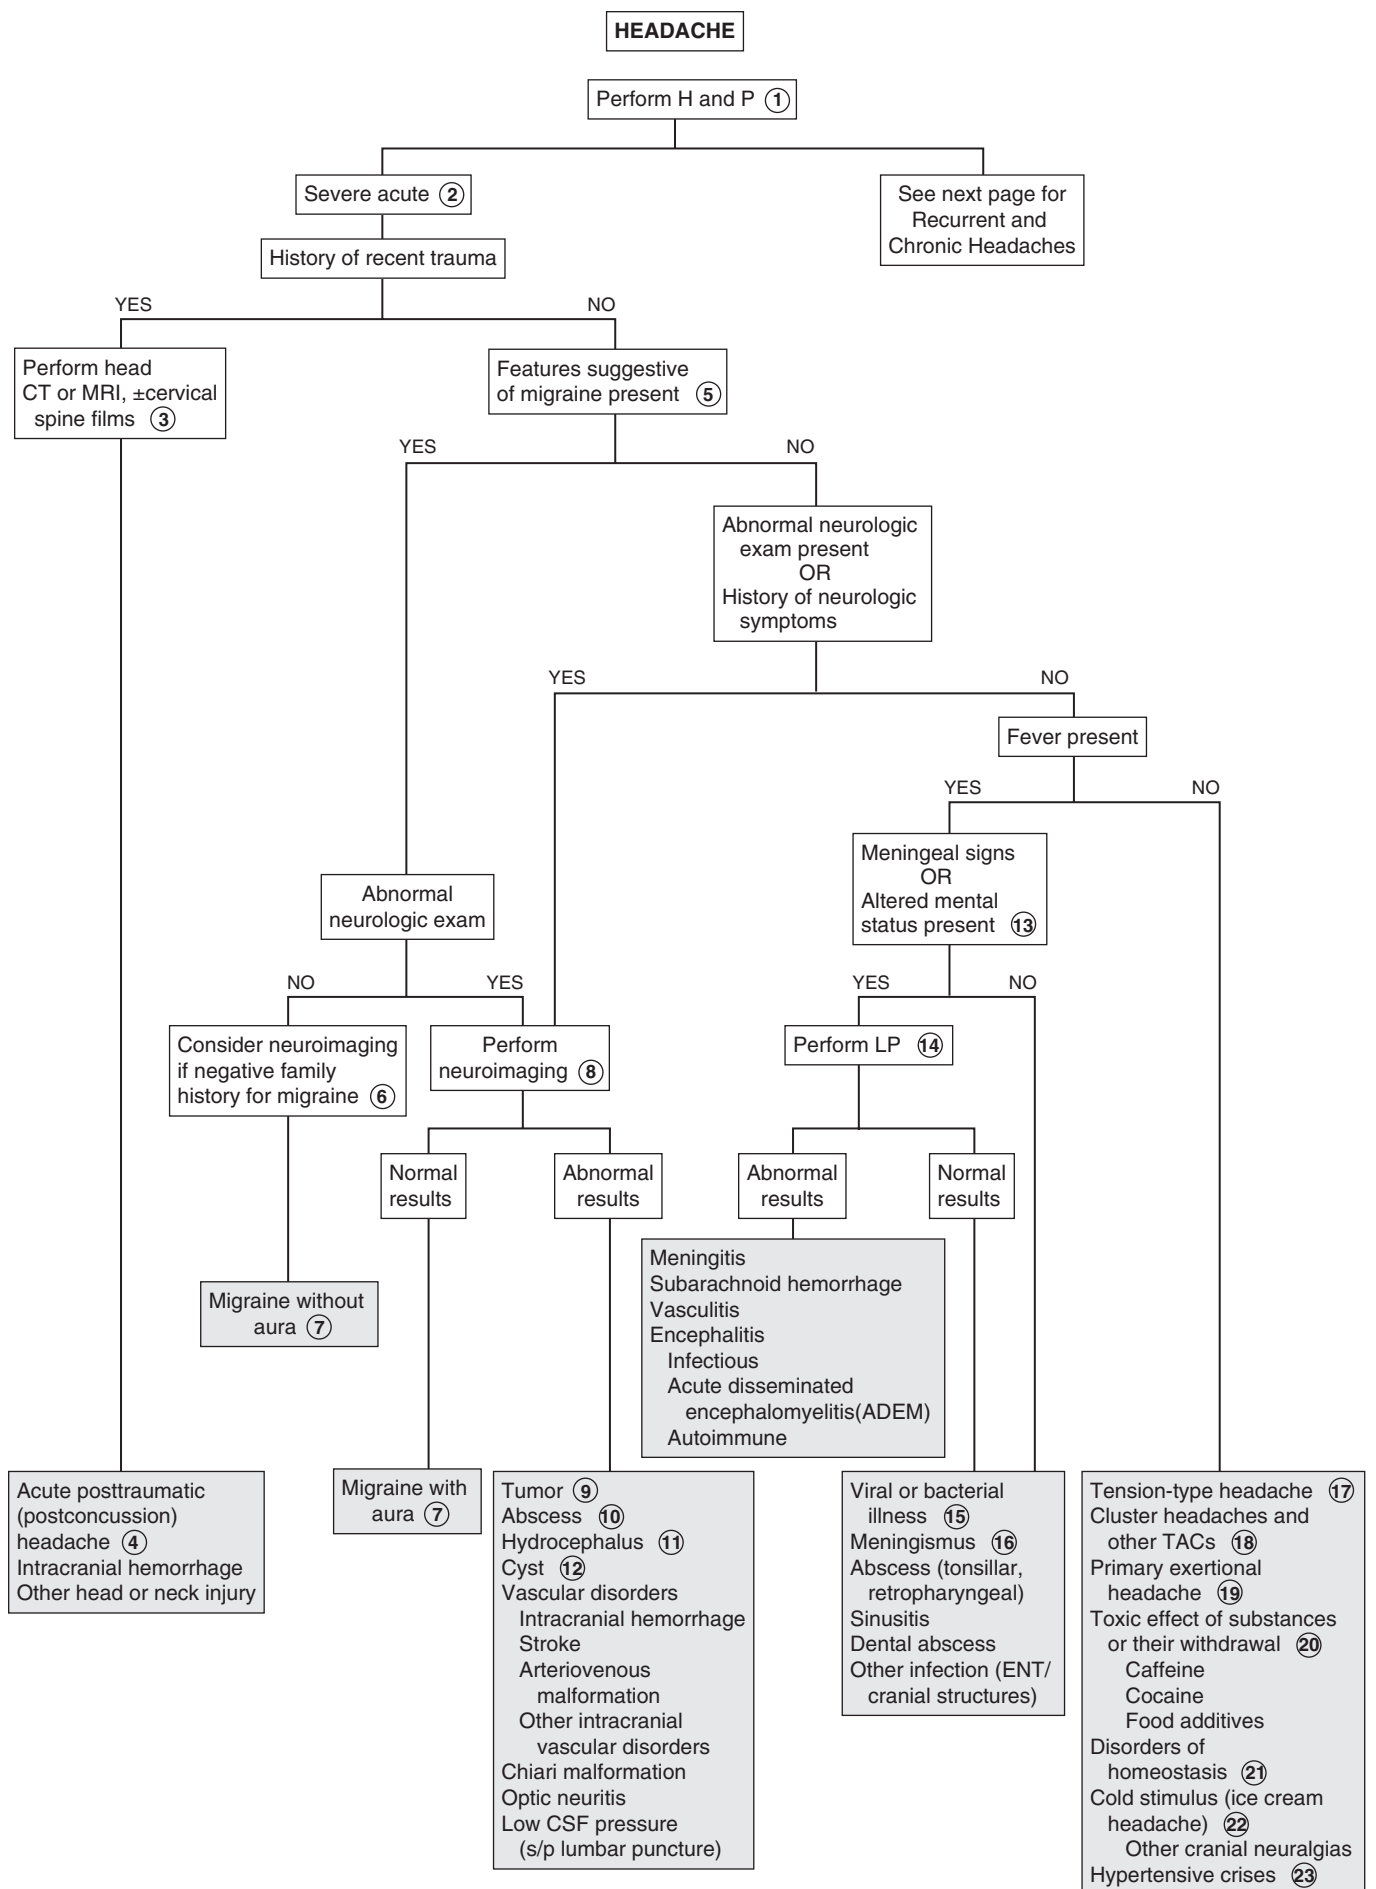 HEADACHE
Perform H and P 1
Severe acute 2
See next page for
Recurrent and
Chronic Headaches
History of recent trauma
YES
NO
Perform head
CT or MRI, ±cervical
spine films 3
Features suggestive
of migraine present 5
YES
NO
Abnormal neurologic
exam present
OR
History of neurologic
symptoms
YES
NO
Fever present
YES
NO
Meningeal signs
OR
Altered mental
status present 13
Abnormal
neurologic exam
NO
YES
YES
NO
Consider neuroimaging
if negative family
history for migraine 6
Perform
neuroimaging 8
Perform LP 14
Normal
results
Abnormal
results
Abnormal
results
Normal
results
Meningitis
Subarachnoid hemorrhage
Vasculitis
Encephalitis
Infectious
Acute disseminated
encephalomyelitis(ADEM)
Autoimmune
Migraine without
aura 7
Migraine with
aura 7
Acute posttraumatic
(postconcussion)
headache 4
Intracranial hemorrhage
Other head or neck injury
Tumor 9
Abscess 10
Hydrocephalus 11
Cyst 12
Vascular disorders
Intracranial hemorrhage
Stroke
Arteriovenous
malformation
Other intracranial
vascular disorders
Chiari malformation
Optic neuritis
Low CSF pressure
(s/p lumbar puncture)
Viral or bacterial
illness 15
Meningismus 16
Abscess (tonsillar,
retropharyngeal)
Sinusitis
Dental abscess
Other infection (ENT/
cranial structures)
Tension-type headache 17
Cluster headaches and
other TACs 18
Primary exertional
headache 19
Toxic effect of substances
or their withdrawal 20
Caffeine
Cocaine
Food additives
Disorders of
homeostasis 21
Cold stimulus (ice cream
headache) 22
Other cranial neuralgias
Hypertensive crises 23